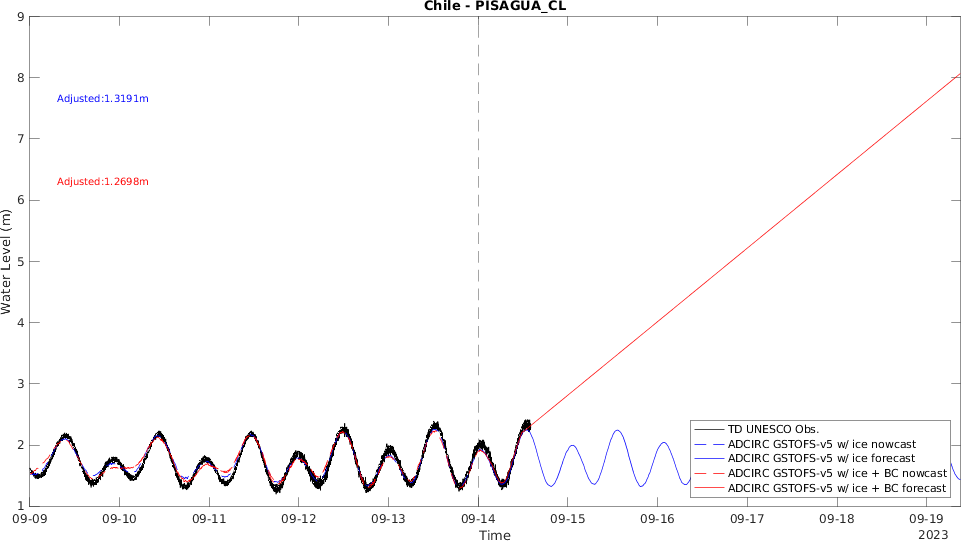 Chile - PISAGUA_CL
9
8
7
6
5
4
3
2
1
Water Level (m)
Adjusted:1.3191m
Adjusted:1.2698m
TD UNESCO Obs.
ADCIRC GSTOFS-v5 w/ ice nowcast
ADCIRC GSTOFS-v5 w/ ice forecast
ADCIRC GSTOFS-v5 w/ ice + BC nowcast
ADCIRC GSTOFS-v5 w/ ice + BC forecast
09-09 09-10 09-11 09-12 09-13 09-14 09-15 09-16 09-17 09-18 09-19
Time
2023